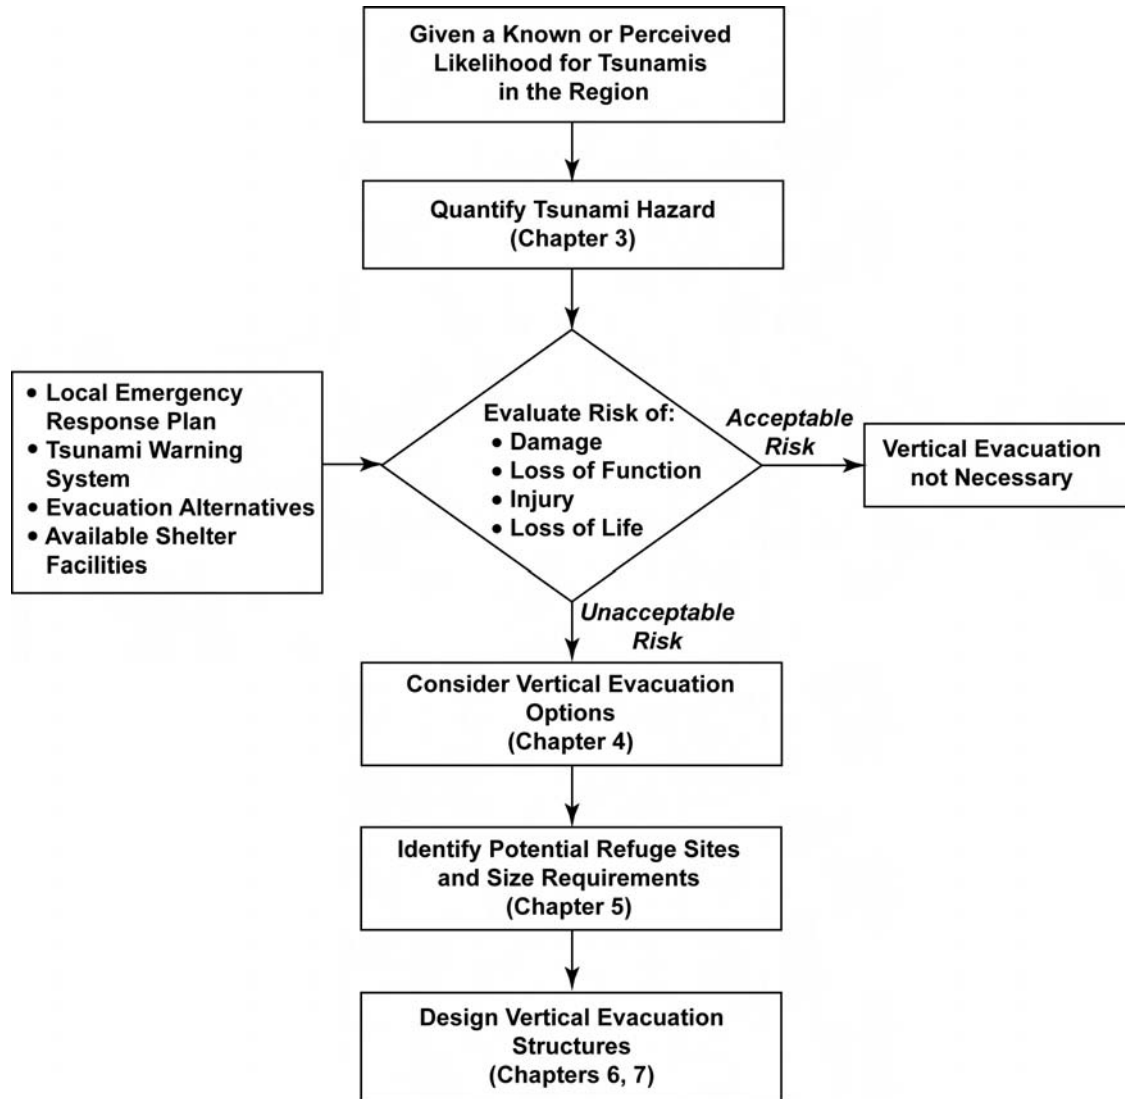 Given a Known or Perceived
Likelihood for Tsunamis
in the Region
Quantify Tsunami Hazard
(Chapter 3)
• Local Emergency
Response Plan
• Tsunami Warning
System
• Evacuation Alternatives
• Available Shelter
Facilities
Evaluate Risk of:
• Damage
• Loss of Function
• Injury
• Loss of Life
Acceptable
Risk
Vertical Evacuation
not Necessary
Unacceptable
Risk
Consider Vertical Evacuation
Options
(Chapter 4)
Identify Potential Refuge Sites
and Size Requirements
(Chapter 5)
Design Vertical Evacuation
Structures
(Chapters 6, 7)